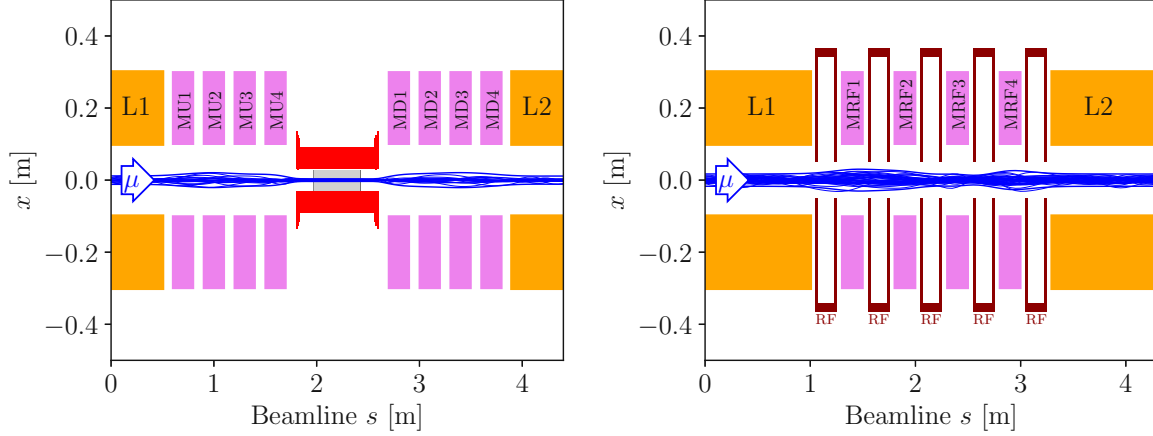 0.4
0.2
0.0
−0.2
−0.4
x [m]
L1
MU1
MU2
MU3
MU4
MD1
MD2
MD3
MD4
L2
μ
0
1
2
3
4
Beamline s [m]
0.4
0.2
0.0
−0.2
−0.4
x [m]
L1
MRF1
MRF2
MRF3
MRF4
L2
μ
RF
RF
RF
RF
RF
0
1
2
3
4
Beamline s [m]